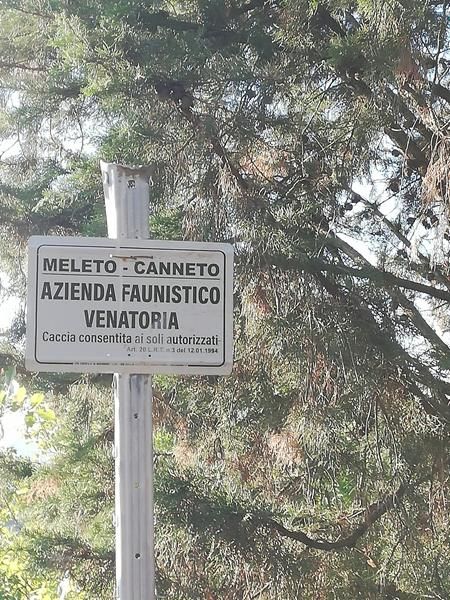 MELETO - CANNETO
AZIENDA FAUNISTICO
VENATORIA
Caccia consentita ai soli autorizzati
Art. 20 L.R.T. n.3 del 12.01.1994